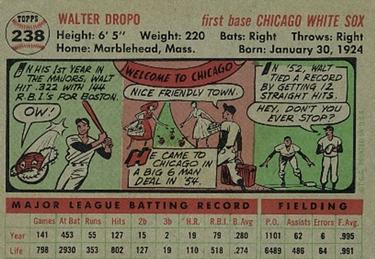 TOPPS
238
WALTER DROPO
first base CHICAGO WHITE SOX
Height: 6' 5" Weight: 220 Bats: Right Throws: Right
Home: Marblehead, Mass. Born: January 30, 1924
IN HIS 1ST YEAR IN
THE MAJORS, WALT
HIT .322 WITH 144
R.B.I.'S FOR BOSTON.
OW!
WELCOME TO CHICAGO
NICE FRIENDLY TOWN.
HE CAME TO
CHICAGO IN
A BIG 6 MAN
DEAL IN '54.
IN '52, WALT
TIED A RECORD
BY GETTING 12
STRAIGHT HITS.
HEY, DON'T YOU
EVER STOP?
MAJOR LEAGUE BATTING RECORD FIELDING
Games At Bat Runs Hits 2b 3b H.R. R.B.I. B.Avg P.O. Assists Errors F.Avg.
Year 141 453 55 127 15 2 19 79 .280 1101 62 6 .995
Life 798 2930 353 802 127 19 110 518 .274 6489 486 64 .991